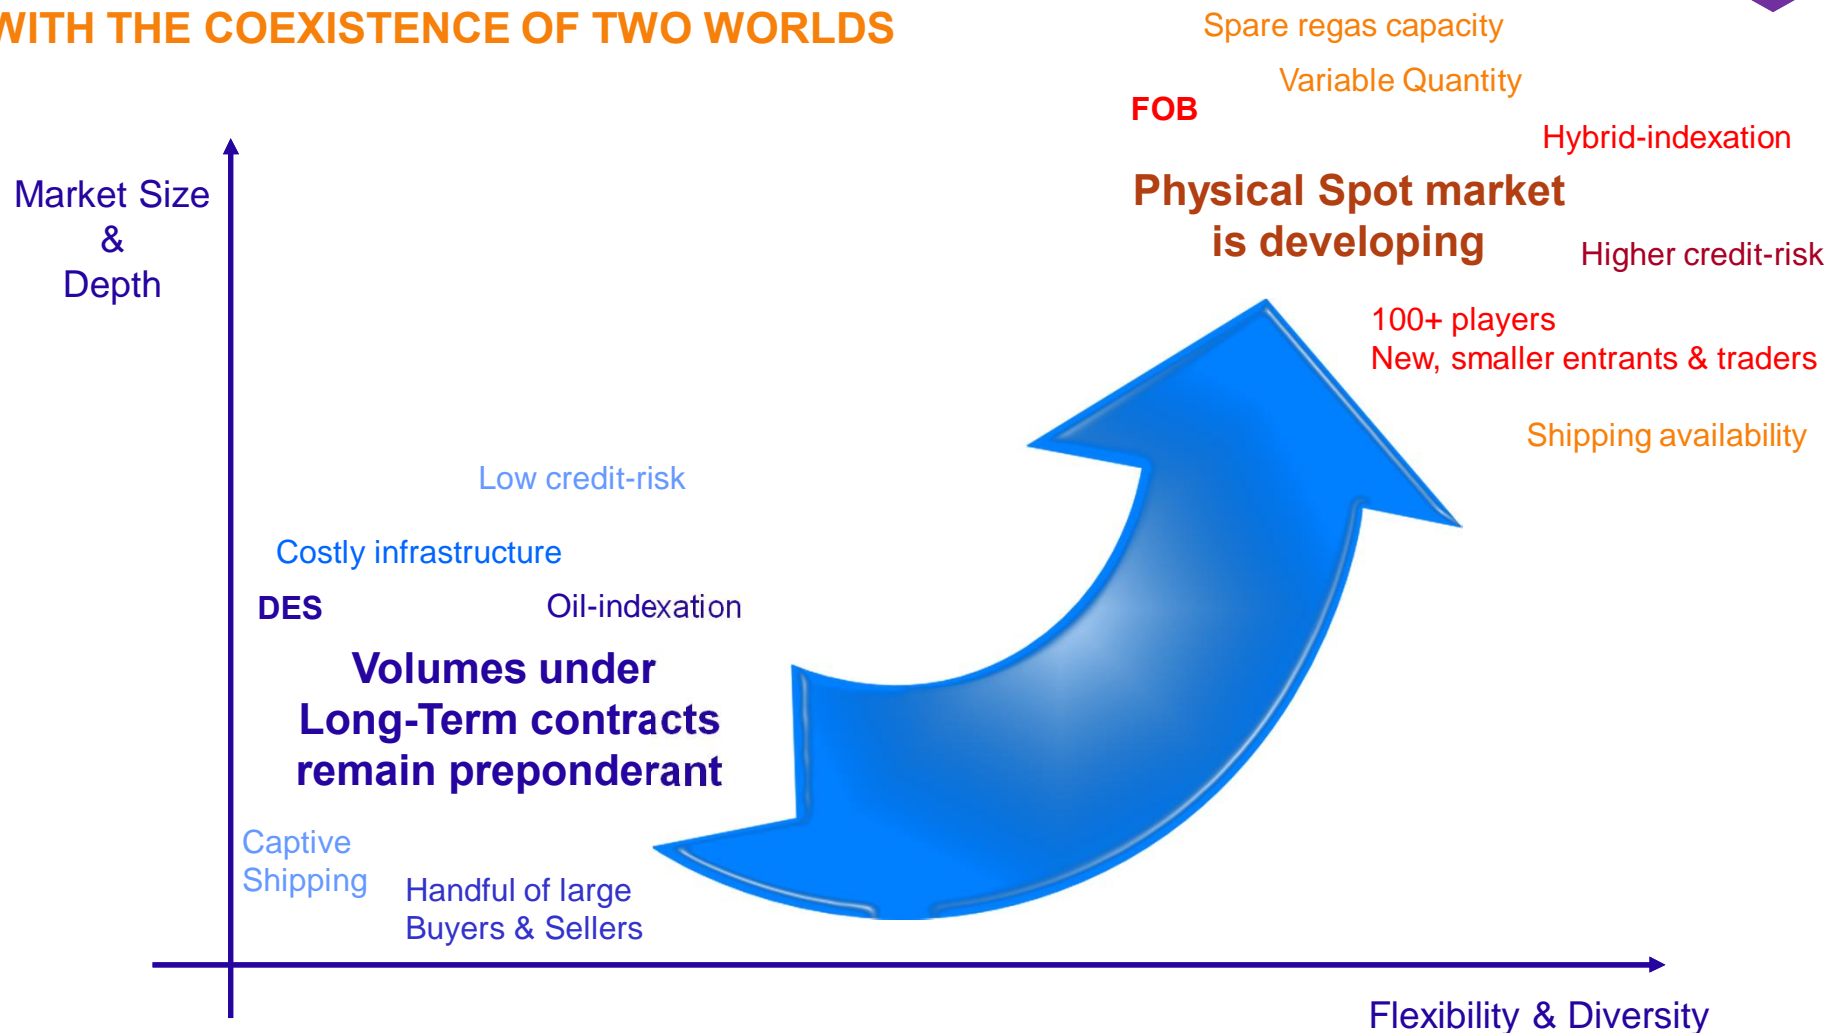 WITH THE COEXISTENCE OF TWO WORLDS
Spare regas capacity
Variable Quantity
FOB
Hybrid-indexation
Physical Spot market
is developing
Higher credit-risk
100+ players
New, smaller entrants & traders
Shipping availability
Market Size
&
Depth
Low credit-risk
Costly infrastructure
DES
Oil-indexation
Volumes under
Long-Term contracts
remain preponderant
Captive
Shipping
Handful of large
Buyers & Sellers
Flexibility & Diversity